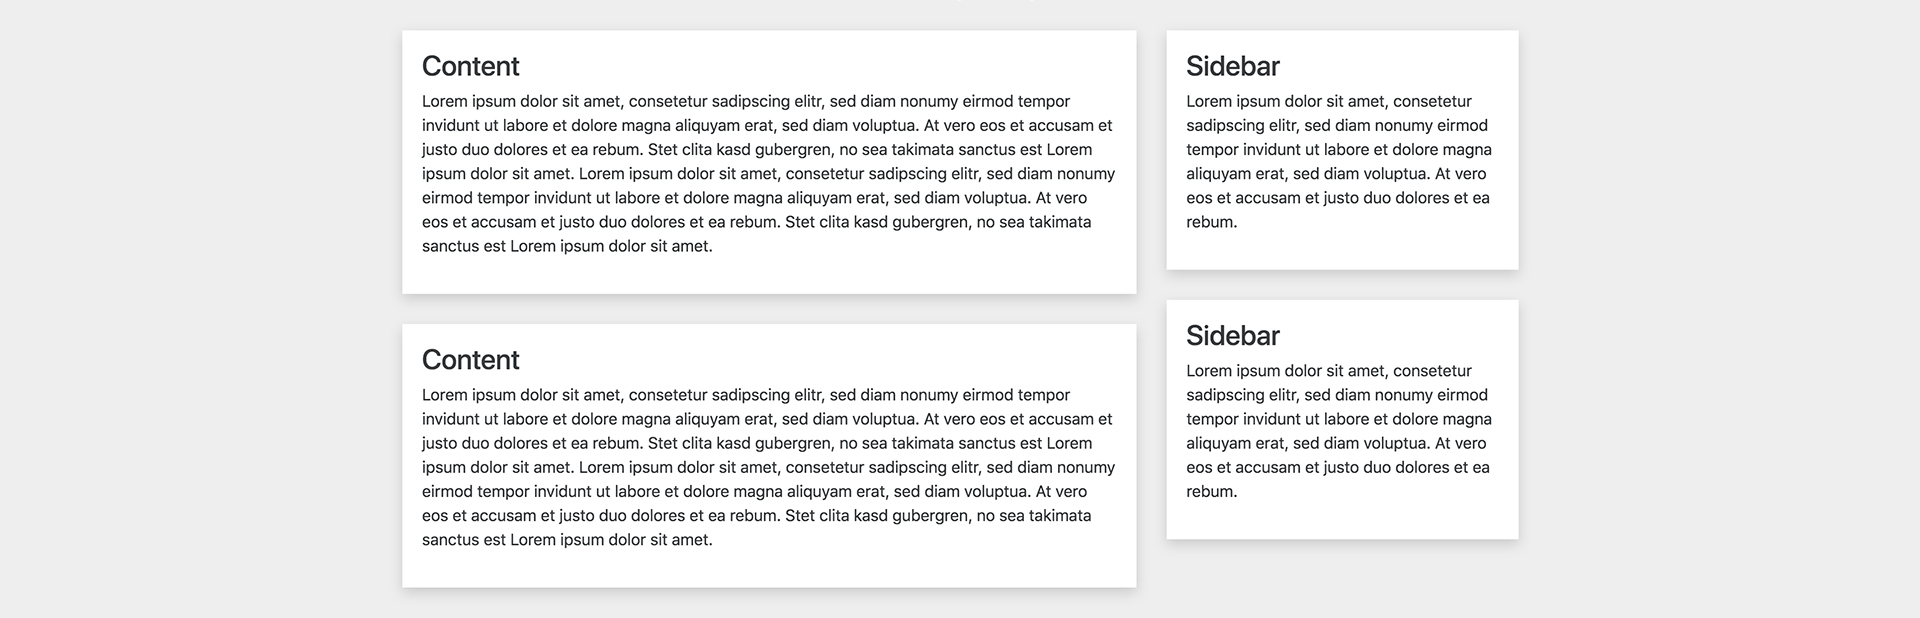 Content
Lorem ipsum dolor sit amet, consetetur sadipscing elitr, sed diam nonumy eirmod tempor
invidunt ut labore et dolore magna aliquyam erat, sed diam voluptua. At vero eos et accusam et
justo duo dolores et ea rebum. Stet clita kasd gubergren, no sea takimata sanctus est Lorem
ipsum dolor sit amet. Lorem ipsum dolor sit amet, consetetur sadipscing elitr, sed diam nonumy
eirmod tempor invidunt ut labore et dolore magna aliquyam erat, sed diam voluptua. At vero
eos et accusam et justo duo dolores et ea rebum. Stet clita kasd gubergren, no sea takimata
sanctus est Lorem ipsum dolor sit amet.
Content
Lorem ipsum dolor sit amet, consetetur sadipscing elitr, sed diam nonumy eirmod tempor
invidunt ut labore et dolore magna aliquyam erat, sed diam voluptua. At vero eos et accusam et
justo duo dolores et ea rebum. Stet clita kasd gubergren, no sea takimata sanctus est Lorem
ipsum dolor sit amet. Lorem ipsum dolor sit amet, consetetur sadipscing elitr, sed diam nonumy
eirmod tempor invidunt ut labore et dolore magna aliquyam erat, sed diam voluptua. At vero
eos et accusam et justo duo dolores et ea rebum. Stet clita kasd gubergren, no sea takimata
sanctus est Lorem ipsum dolor sit amet.
Sidebar
Lorem ipsum dolor sit amet, consetetur
sadipscing elitr, sed diam nonumy eirmod
tempor invidunt ut labore et dolore magna
aliquyam erat, sed diam voluptua. At vero
eos et accusam et justo duo dolores et ea
rebum.
Sidebar
Lorem ipsum dolor sit amet, consetetur
sadipscing elitr, sed diam nonumy eirmod
tempor invidunt ut labore et dolore magna
aliquyam erat, sed diam voluptua. At vero
eos et accusam et justo duo dolores et ea
rebum.